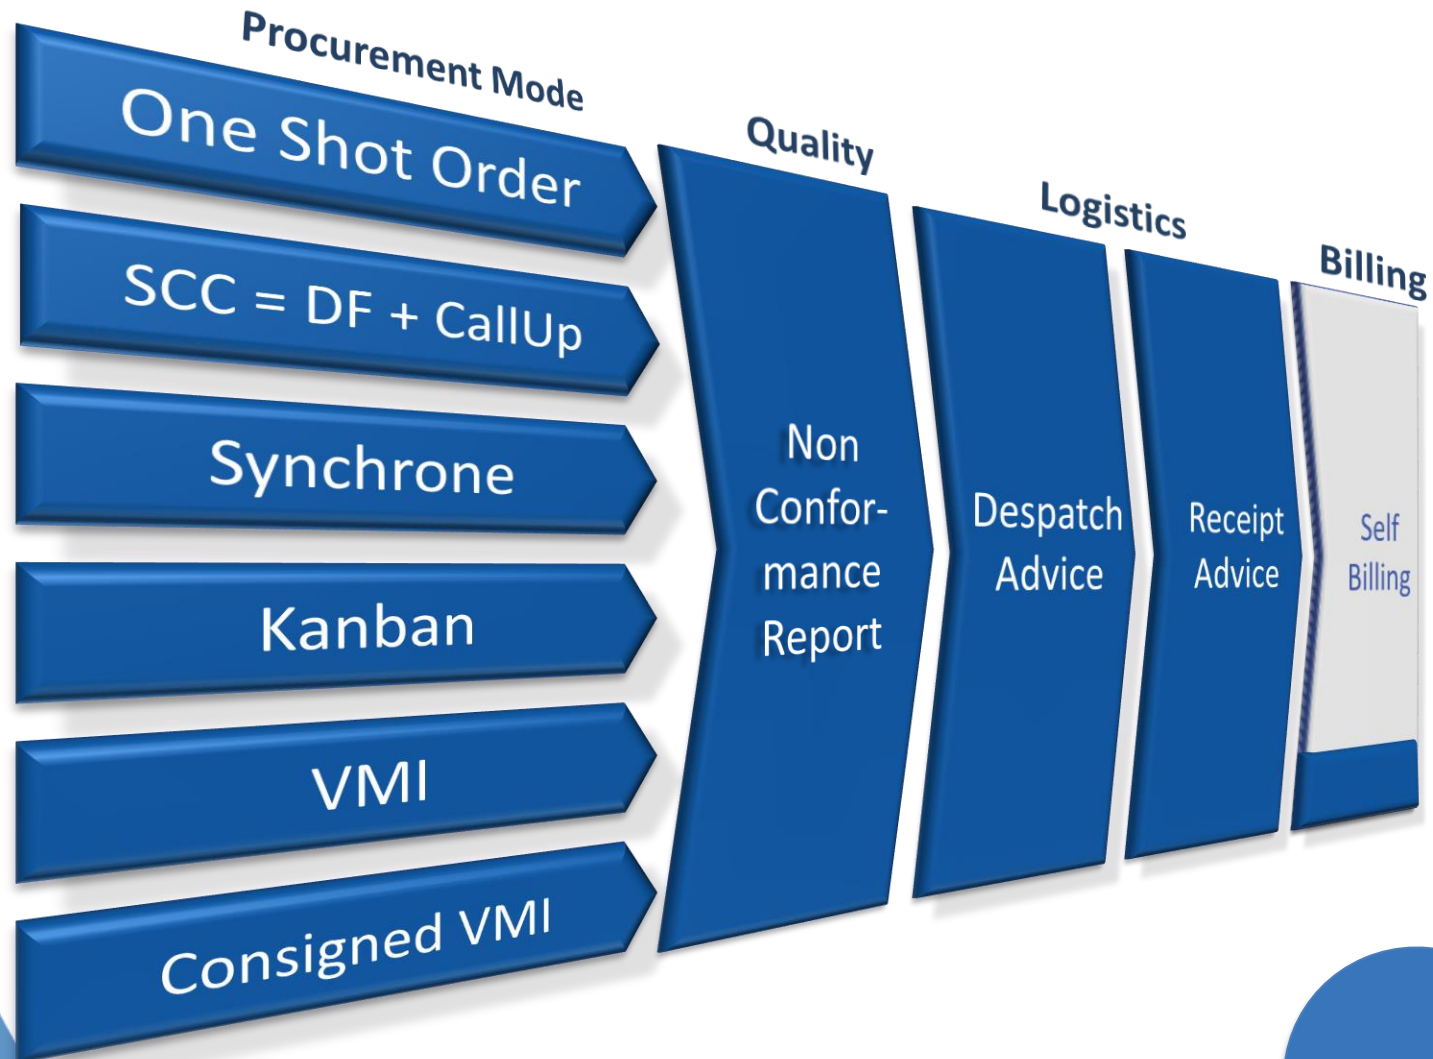 Procurement Mode
One Shot Order
SCC = DF + CallUp
Synchrone
Kanban
VMI
Consigned VMI
Quality
Non
Confor-
mance
Report
Logistics
Despatch
Advice
Receipt
Advice
Billing
Self
Billing